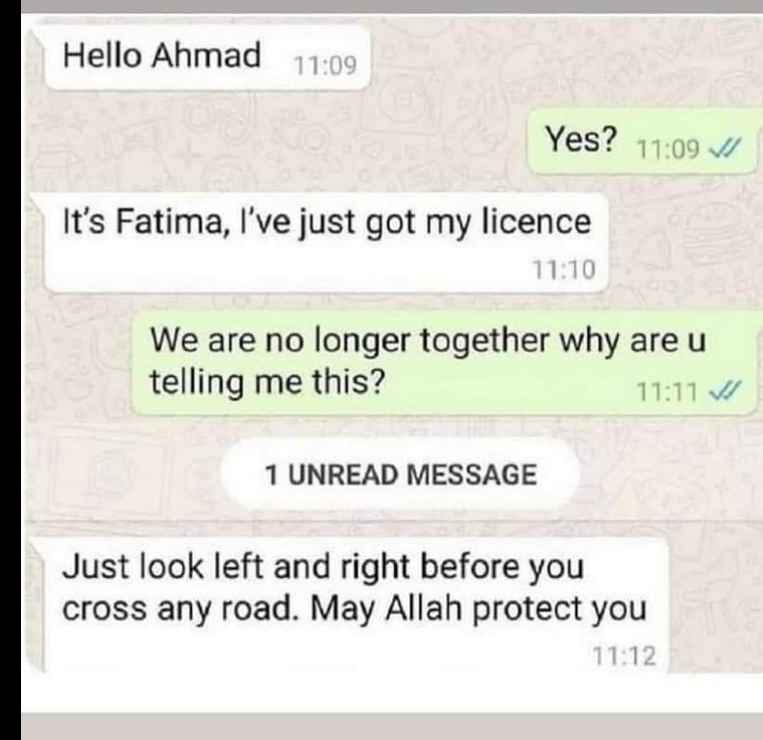 Hello Ahmad 11:09
Yes? 11:09
It's Fatima, I've just got my licence
11:10
We are no longer together why are u
telling me this? 11:11
1 UNREAD MESSAGE
Just look left and right before you
cross any road. May Allah protect you
11:12